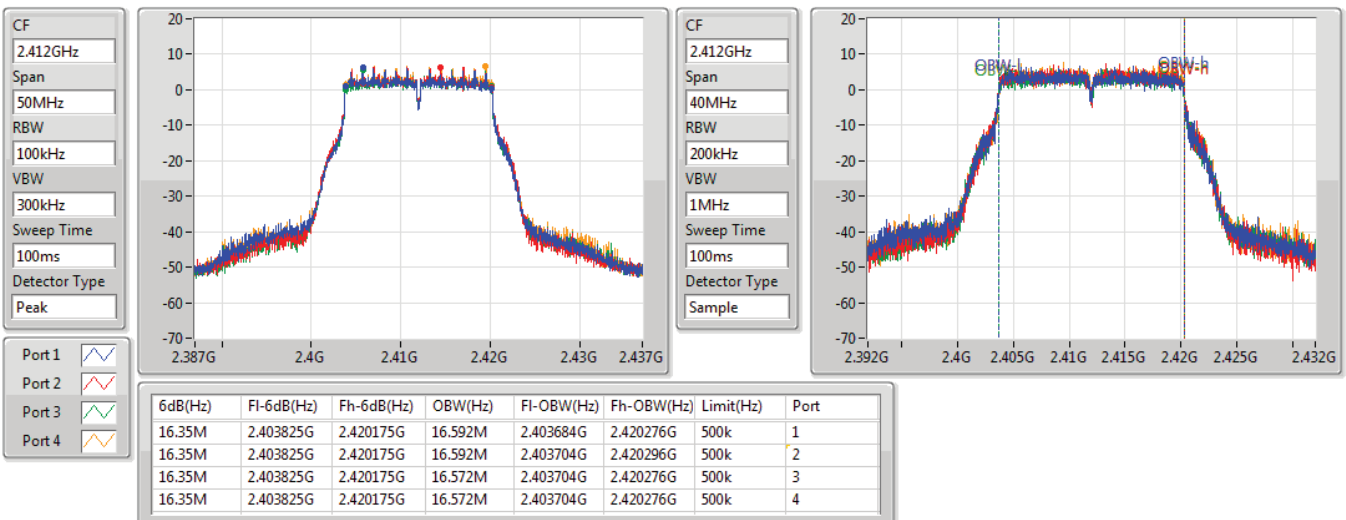 CF
2.412GHz
Span
50MHz
RBW
100kHz
VBW
300kHz
Sweep Time
100ms
Detector Type
Peak
20
10
0
-10
-20
-30
-40
-50
-60
-70
2.387G 2.4G 2.41G 2.42G 2.43G 2.437G
CF
2.412GHz
Span
40MHz
RBW
200kHz
VBW
1MHz
Sweep Time
100ms
Detector Type
Sample
20
10
0
-10
-20
-30
-40
-50
-60
-70
OBW-l OBW-h
2.392G 2.4G 2.405G 2.41G 2.415G 2.42G 2.425G 2.432G
Port 1
Port 2
Port 3
Port 4
6dB(Hz) Fl-6dB(Hz) Fh-6dB(Hz) OBW(Hz) Fl-OBW(Hz) Fh-OBW(Hz) Limit(Hz) Port
16.35M 2.403825G 2.420175G 16.592M 2.403684G 2.420276G 500k 1
16.35M 2.403825G 2.420175G 16.592M 2.403704G 2.420296G 500k 2
16.35M 2.403825G 2.420175G 16.572M 2.403704G 2.420276G 500k 3
16.35M 2.403825G 2.420175G 16.572M 2.403704G 2.420276G 500k 4